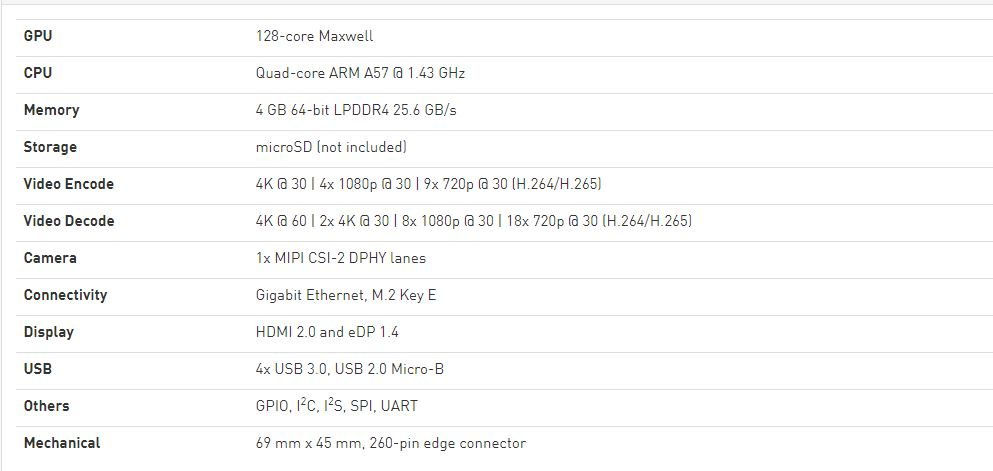 GPU 128-core Maxwell
CPU Quad-core ARM A57 @ 1.43 GHz
Memory 4 GB 64-bit LPDDR4 25.6 GB/s
Storage microSD (not included)
Video Encode 4K @ 30 | 4x 1080p @ 30 | 9x 720p @ 30 (H.264/H.265)
Video Decode 4K @ 60 | 2x 4K @ 30 | 8x 1080p @ 30 | 18x 720p @ 30 (H.264/H.265)
Camera 1x MIPI CSI-2 DPHY lanes
Connectivity Gigabit Ethernet, M.2 Key E
Display HDMI 2.0 and eDP 1.4
USB 4x USB 3.0, USB 2.0 Micro-B
Others GPIO, I²C, I²S, SPI, UART
Mechanical 69 mm x 45 mm, 260-pin edge connector